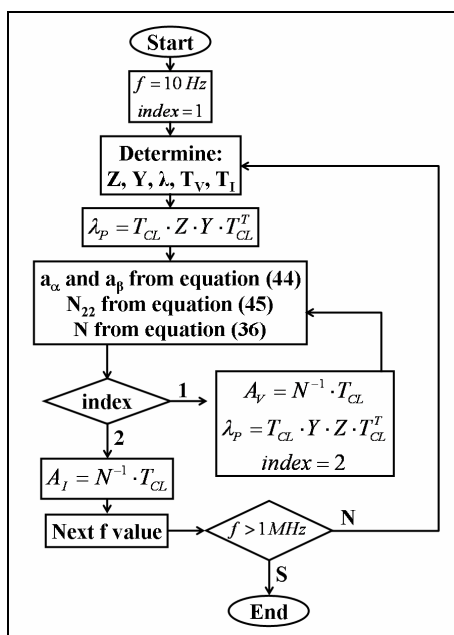 Start
f = 10 Hz
index = 1
Determine:
Z, Y, λ, T_V, T_I
λ_P = T_CL · Z · Y · T_CL^T
a_α and a_β from equation (44)
N_22 from equation (45)
N from equation (36)
index
1
A_V = N^-1 · T_CL
λ_P = T_CL · Y · Z · T_CL^T
index = 2
2
A_I = N^-1 · T_CL
Next f value
f > 1MHz
N
S
End